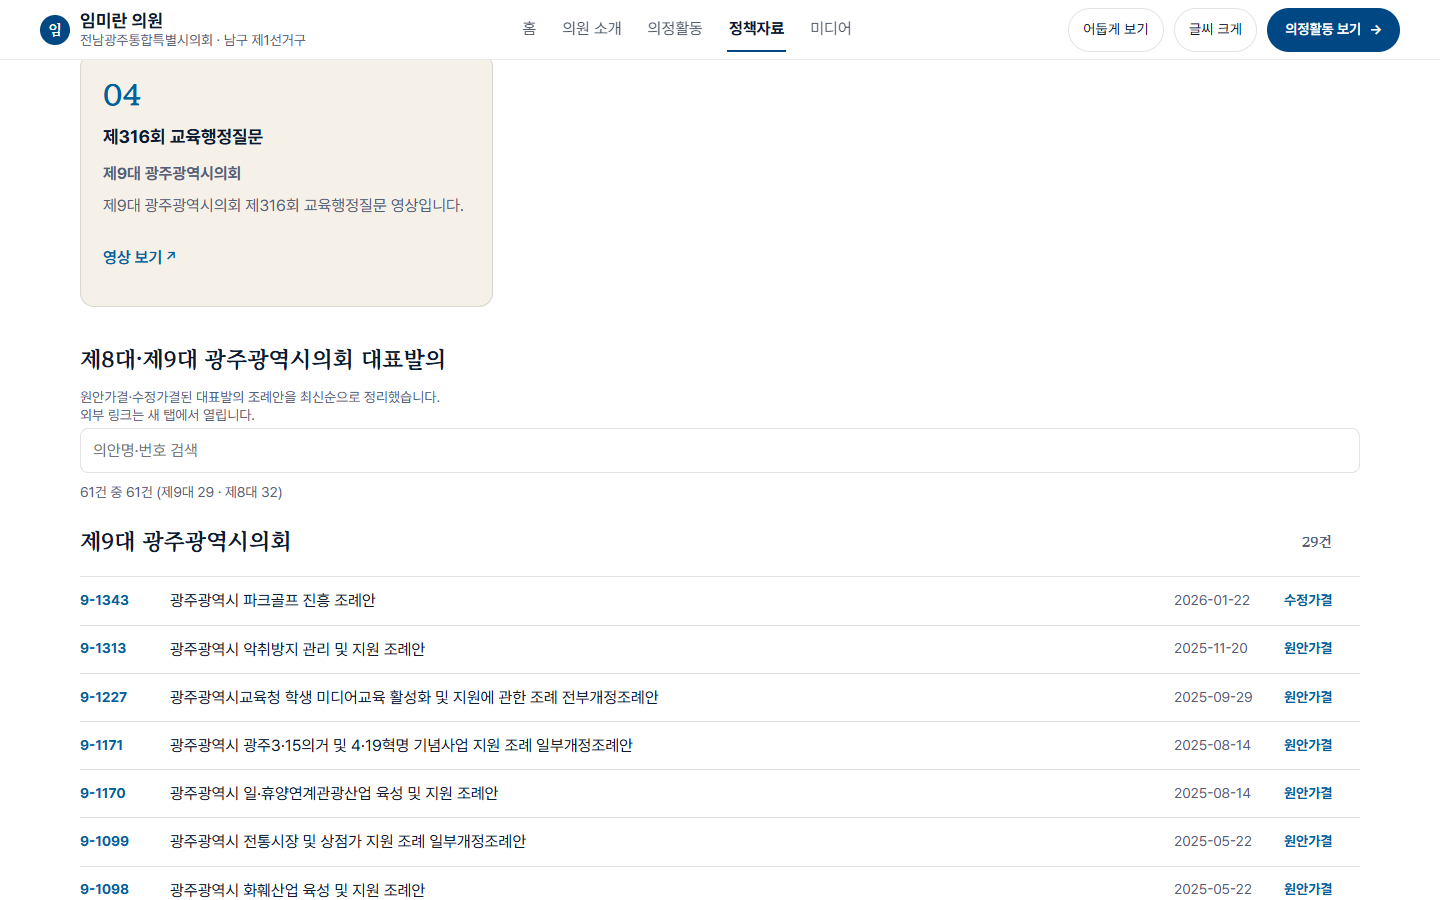 임
임미란 의원
전남광주통합특별시의회 · 남구 제1선거구
홈
의원 소개
의정활동
정책자료
미디어
어둡게 보기
글씨 크게
의정활동 보기 →
04
제316회 교육행정질문
제9대 광주광역시의회
제9대 광주광역시의회 제316회 교육행정질문 영상입니다.
영상 보기 ↗
제8대·제9대 광주광역시의회 대표발의
원안가결·수정가결된 대표발의 조례안을 최신순으로 정리했습니다.
외부 링크는 새 탭에서 열립니다.
의안명·번호 검색
61건 중 61건 (제9대 29 · 제8대 32)
제9대 광주광역시의회
29건
9-1343 광주광역시 파크골프 진흥 조례안 2026-01-22 수정가결
9-1313 광주광역시 악취방지 관리 및 지원 조례안 2025-11-20 원안가결
9-1227 광주광역시교육청 학생 미디어교육 활성화 및 지원에 관한 조례 전부개정조례안 2025-09-29 원안가결
9-1171 광주광역시 광주3·15의거 및 4·19혁명 기념사업 지원 조례 일부개정조례안 2025-08-14 원안가결
9-1170 광주광역시 일·휴양연계관광산업 육성 및 지원 조례안 2025-08-14 원안가결
9-1099 광주광역시 전통시장 및 상점가 지원 조례 일부개정조례안 2025-05-22 원안가결
9-1098 광주광역시 화훼산업 육성 및 지원 조례안 2025-05-22 원안가결